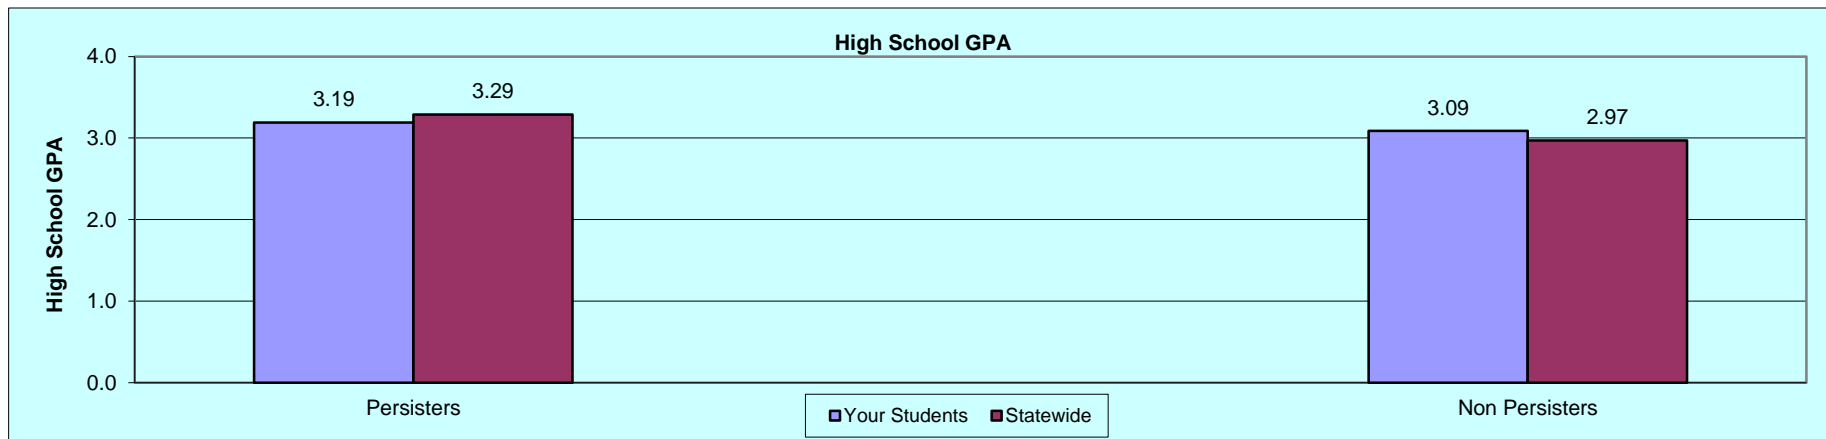 High School GPA
High School GPA
4.0
3.0
2.0
1.0
0.0
3.19
3.29
3.09
2.97
Persisters
Non Persisters
Your Students
Statewide